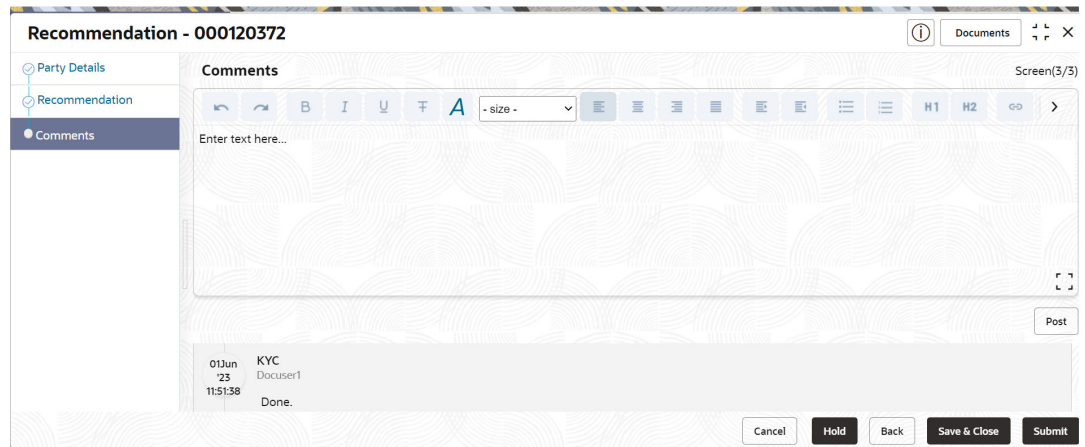 Recommendation - 000120372
Documents
Party Details
Recommendation
Comments
Comments
Screen(3/3)
B I U T A - size - H1 H2
Enter text here...
Post
01Jun
'23
11:51:38
KYC
Docuser1
Done.
Cancel Hold Back Save & Close Submit